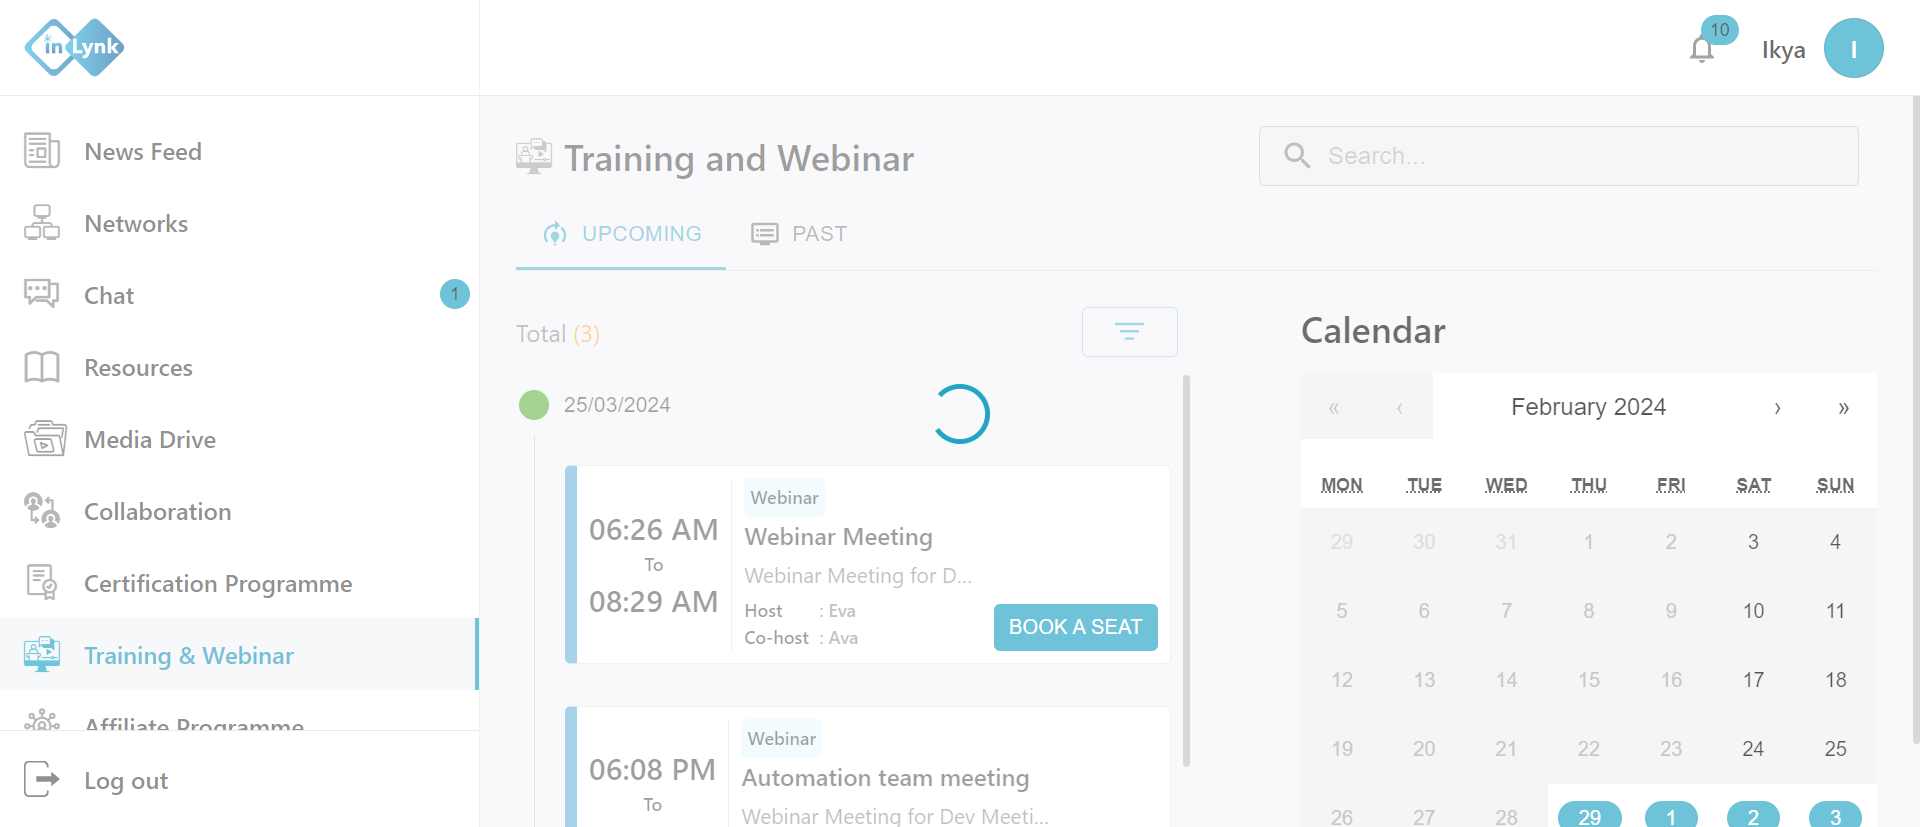 in Lynk
10
Ikya
I
News Feed
Networks
Chat
1
Resources
Media Drive
Collaboration
Certification Programme
Training & Webinar
Affiliate Programme
Log out
Training and Webinar
Search...
UPCOMING
PAST
Total (3)
25/03/2024
06:26 AM
To
08:29 AM
Webinar
Webinar Meeting
Webinar Meeting for D...
Host : Eva
Co-host : Ava
BOOK A SEAT
06:08 PM
To
Webinar
Automation team meeting
Webinar Meeting for Dev Meeti...
Calendar
« ‹ February 2024 › »
MON TUE WED THU FRI SAT SUN
29 30 31 1 2 3 4
5 6 7 8 9 10 11
12 13 14 15 16 17 18
19 20 21 22 23 24 25
26 27 28 29 1 2 3